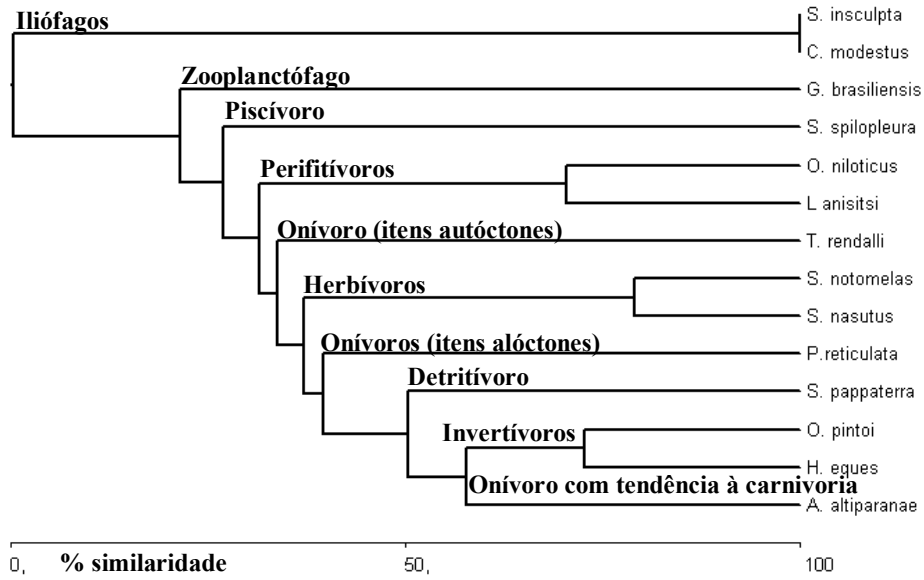 Iliófagos
S. insculpta
C. modestus
Zooplanctófago
G. brasiliensis
Piscívoro
S. spilopleura
Perifitívoros
O. niloticus
L anisitsi
Onívoro (itens autóctones)
T. rendalli
Herbívoros
S. notomelas
S. nasutus
Onívoros (itens alóctones)
P.reticulata
Detritívoro
S. pappaterra
Invertívoros
O. pintoi
H. eques
Onívoro com tendência à carnivoria
A. altiparanae
0, % similaridade 50, 100